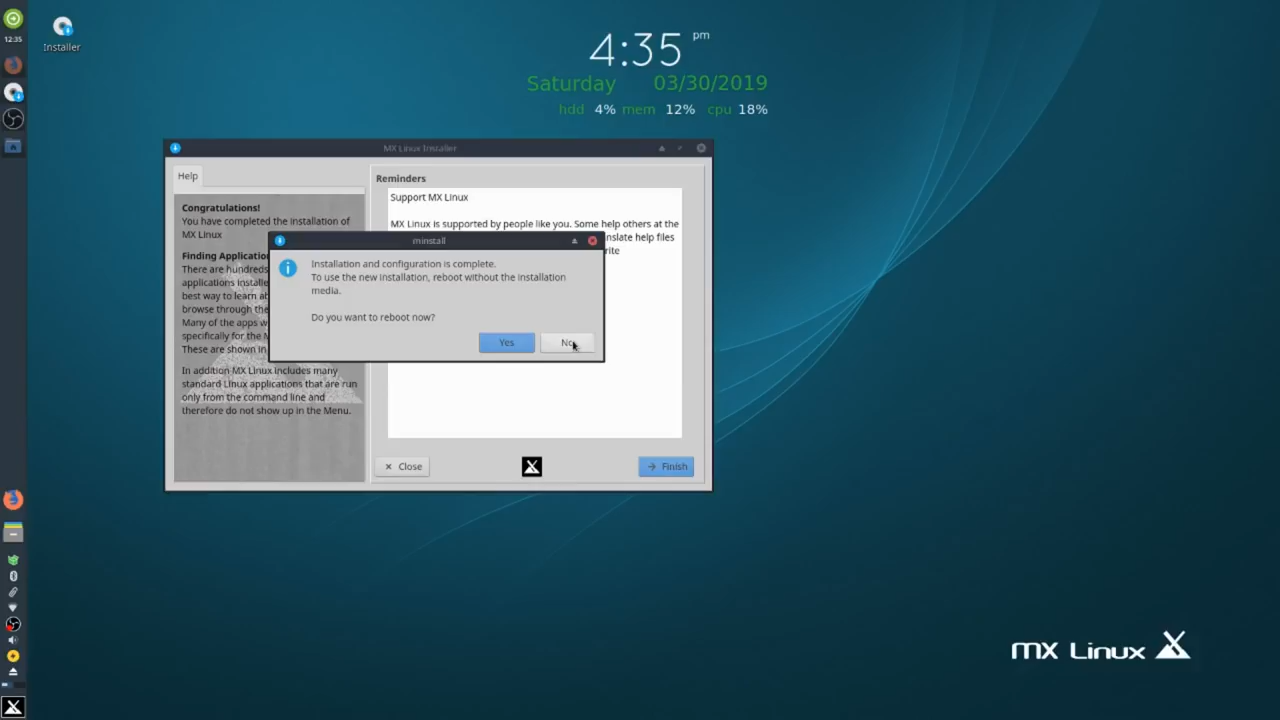 12:35
Installer
4:35 pm
Saturday 03/30/2019
hdd 4% mem 12% cpu 18%
MX Linux Installer
Help
Congratulations!
You have completed the installation of
MX Linux
Finding Application
There are hundreds
applications installe
best way to learn ab
browse through the
Many of the apps w
specifically for the M
These are shown in
In addition MX Linux includes many
standard Linux applications that are run
only from the command line and
therefore do not show up in the Menu.
Reminders
Support MX Linux
MX Linux is supported by people like you. Some help others at the
anslate help files
rite
minstall
Installation and configuration is complete.
To use the new installation, reboot without the installation
media.
Do you want to reboot now?
Yes
No
Close
Finish
MX Linux